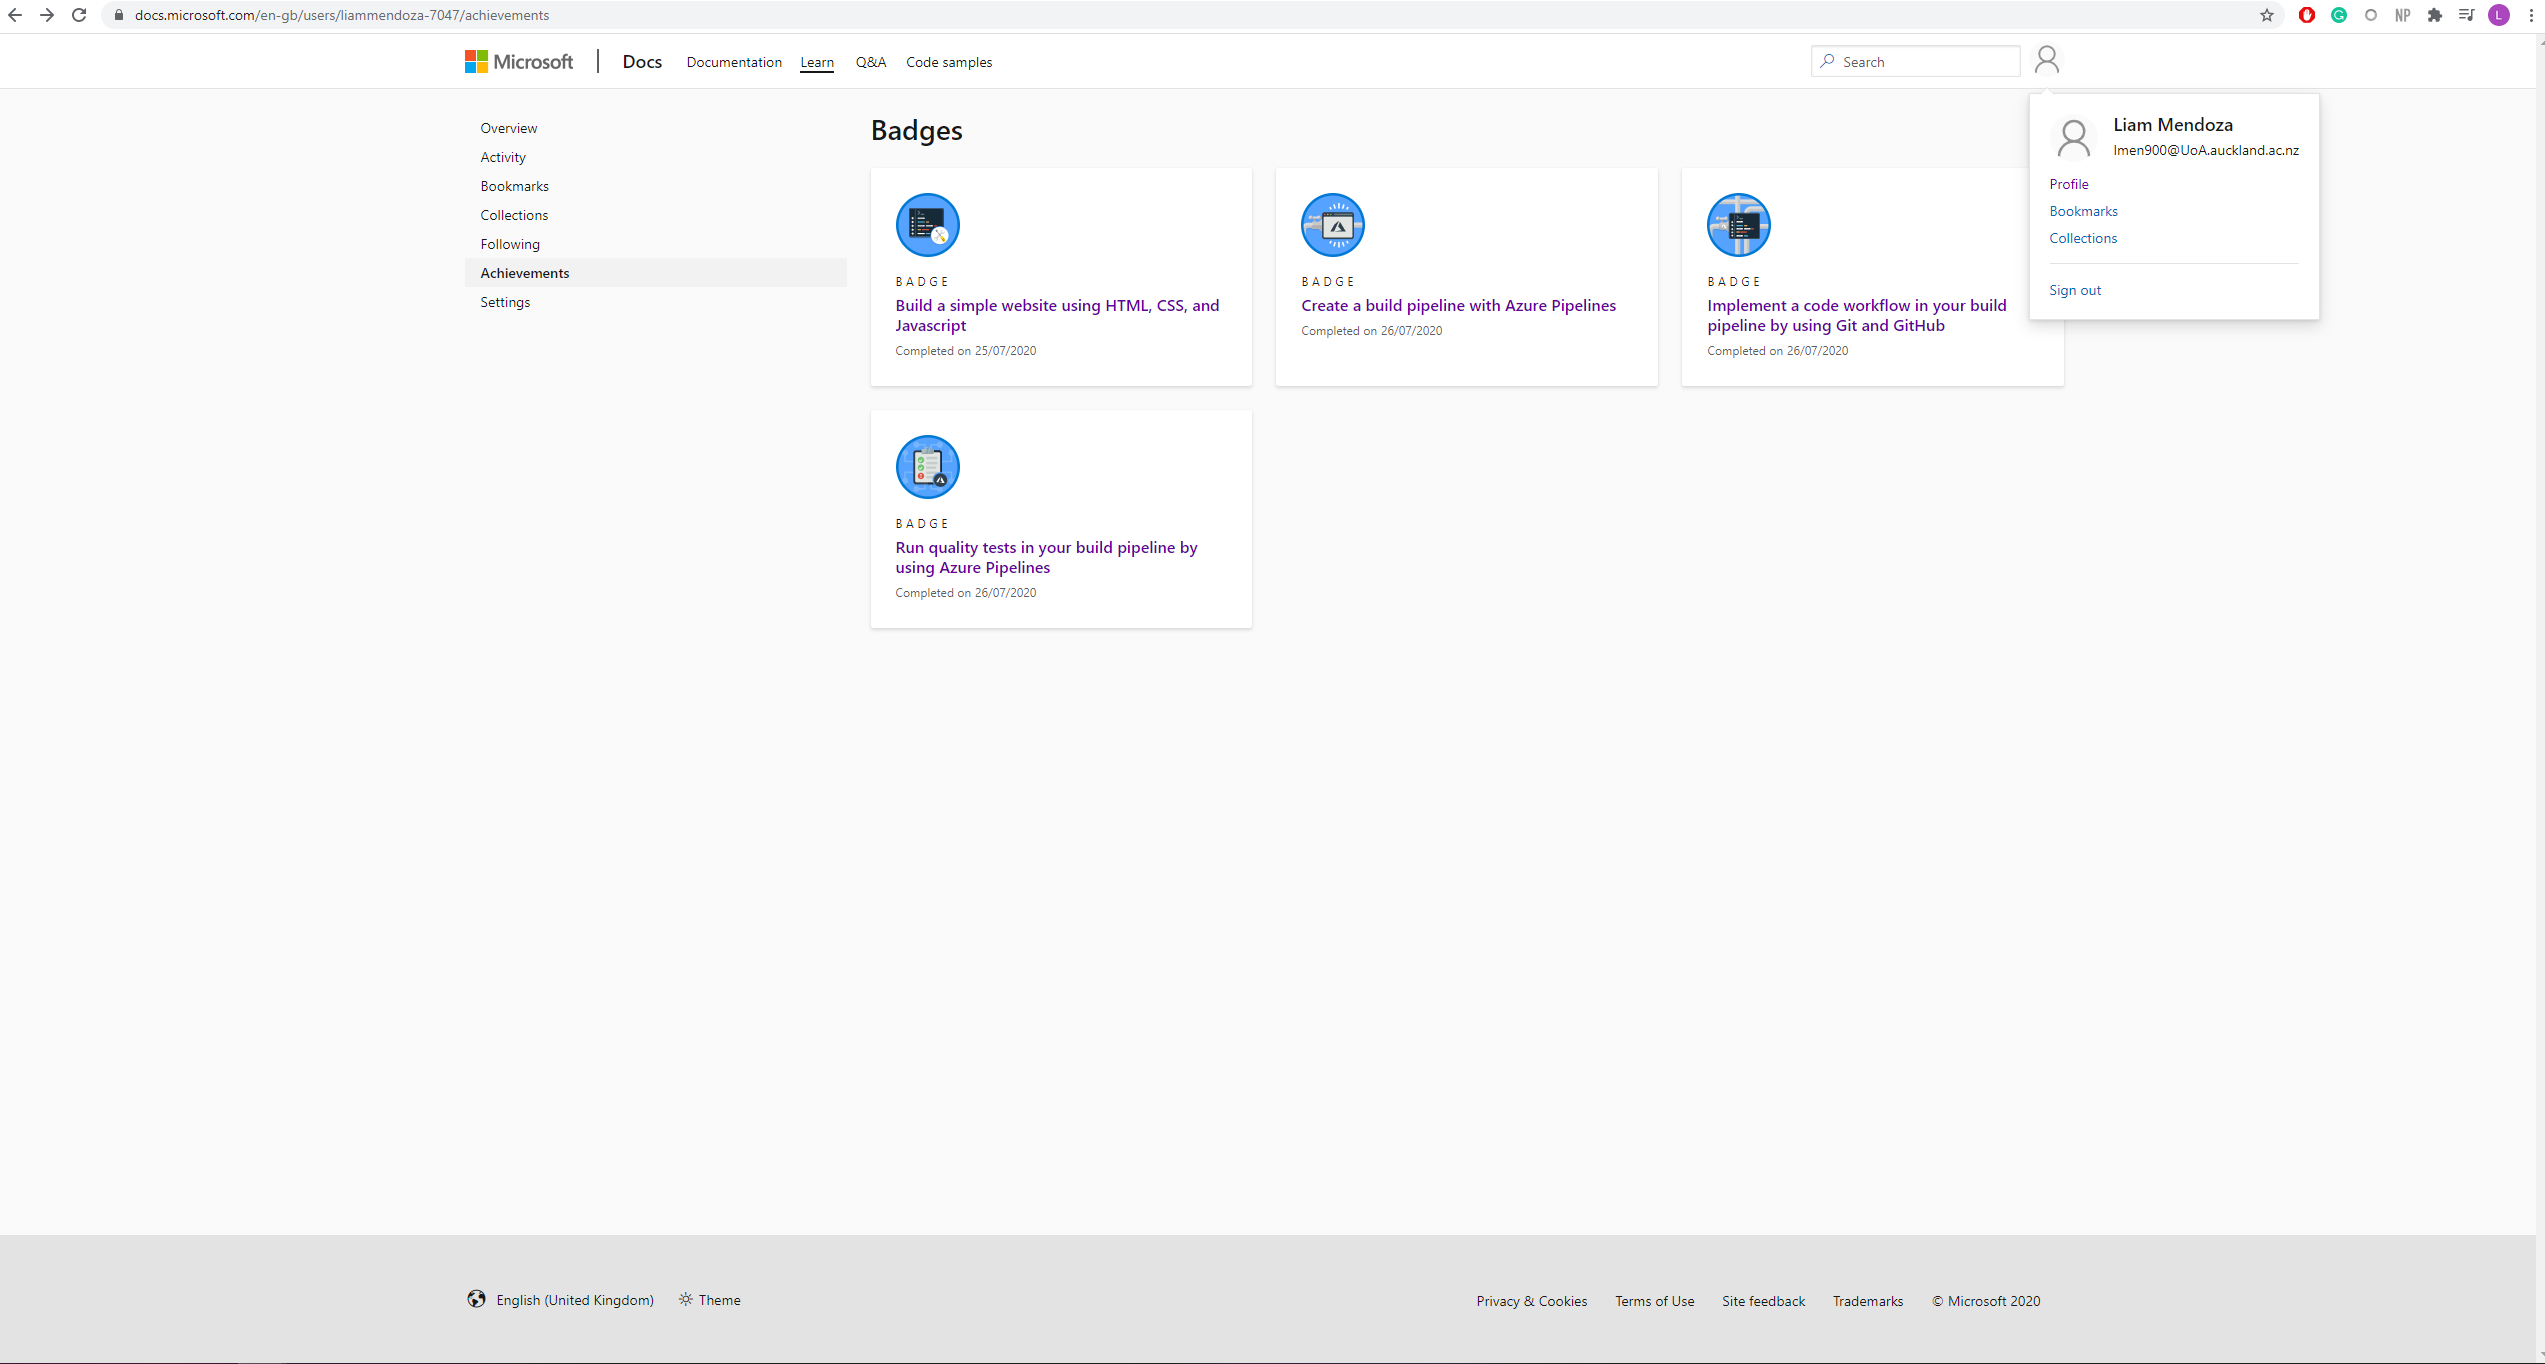 docs.microsoft.com/en-gb/users/liammendoza-7047/achievements
NP
L
Microsoft
Docs
Documentation
Learn
Q&A
Code samples
Search
Liam Mendoza
lmen900@UoA.auckland.ac.nz
Profile
Bookmarks
Collections
Sign out
Overview
Activity
Bookmarks
Collections
Following
Achievements
Settings
Badges
BADGE
Build a simple website using HTML, CSS, and
Javascript
Completed on 25/07/2020
BADGE
Create a build pipeline with Azure Pipelines
Completed on 26/07/2020
BADGE
Implement a code workflow in your build
pipeline by using Git and GitHub
Completed on 26/07/2020
BADGE
Run quality tests in your build pipeline by
using Azure Pipelines
Completed on 26/07/2020
English (United Kingdom)
Theme
Privacy & Cookies
Terms of Use
Site feedback
Trademarks
© Microsoft 2020